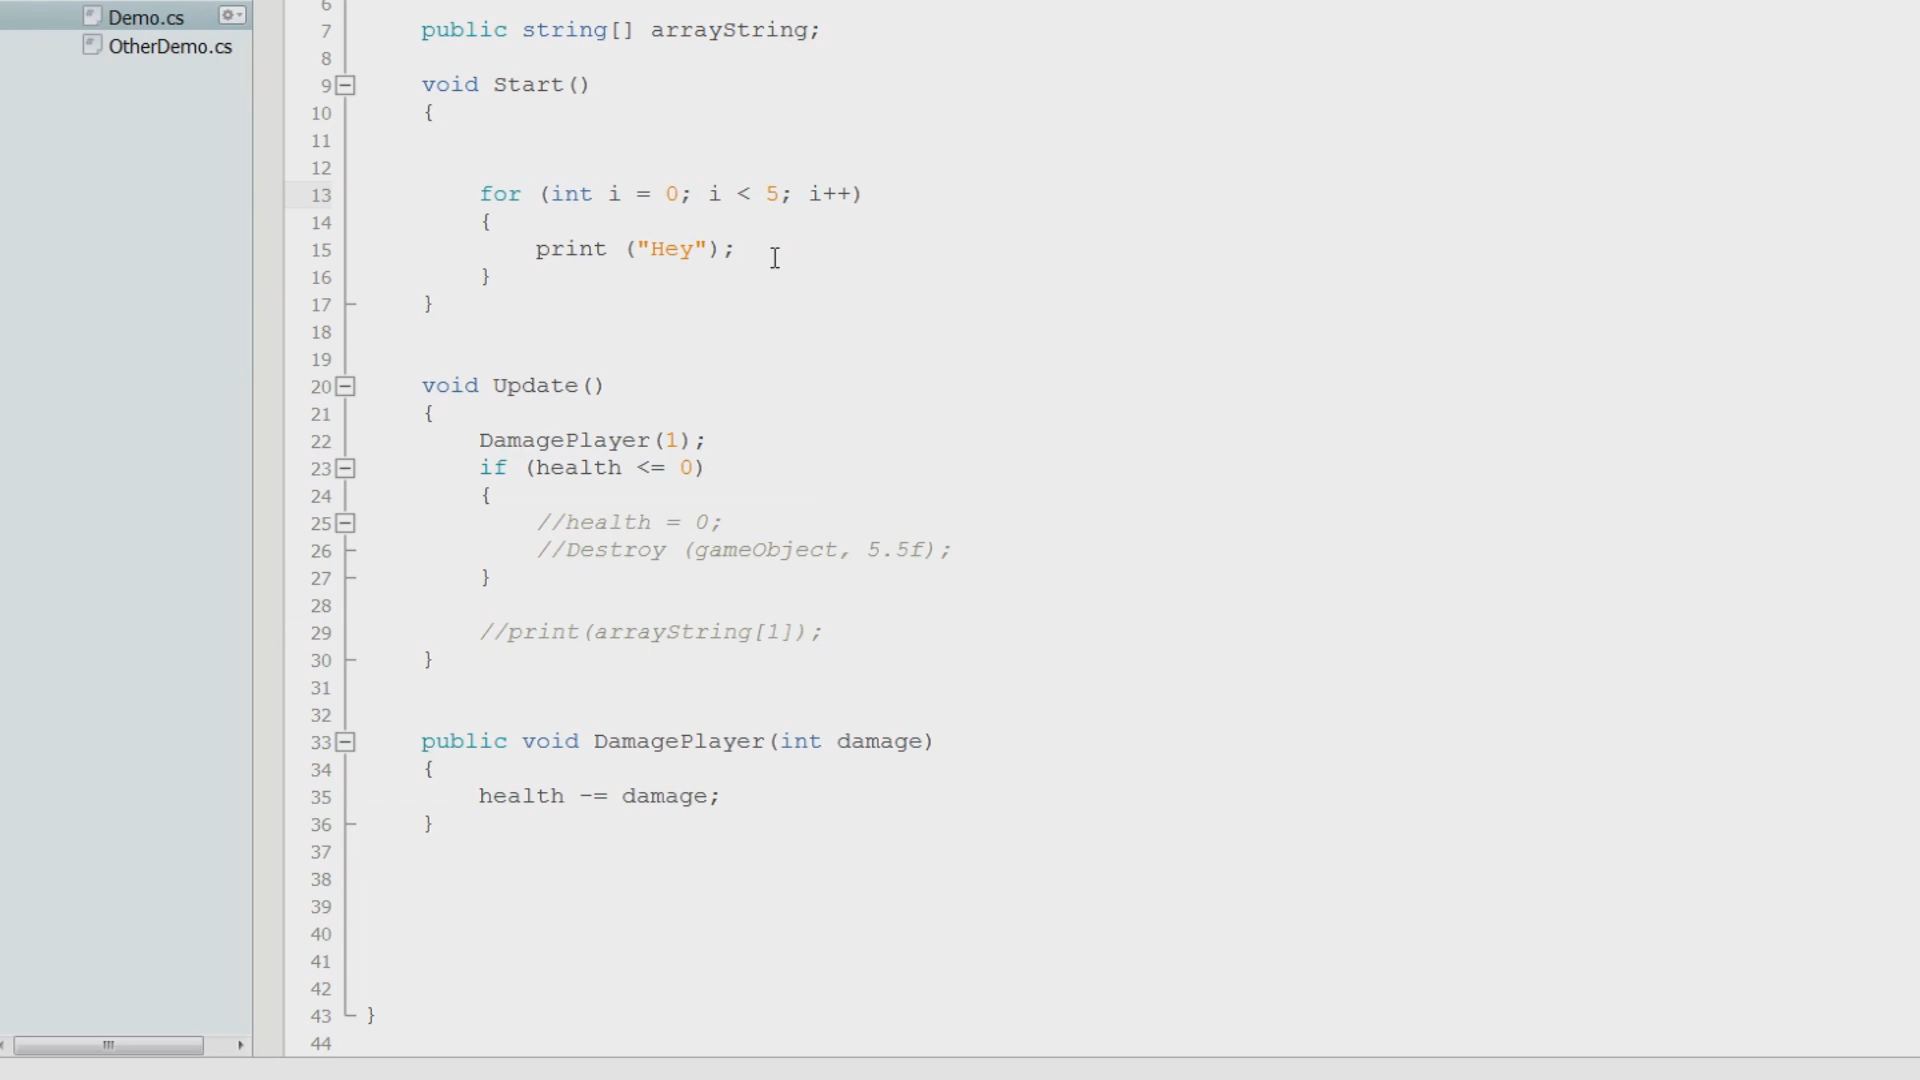 Demo.cs
OtherDemo.cs
6
7 public string[] arrayString;
8
9 void Start()
10 {
11
12
13 for (int i = 0; i < 5; i++)
14 {
15 print ("Hey");
16 }
17 }
18
19
20 void Update()
21 {
22 DamagePlayer(1);
23 if (health <= 0)
24 {
25 //health = 0;
26 //Destroy (gameObject, 5.5f);
27 }
28
29 //print(arrayString[1]);
30 }
31
32
33 public void DamagePlayer(int damage)
34 {
35 health -= damage;
36 }
37
38
39
40
41
42
43 }
44